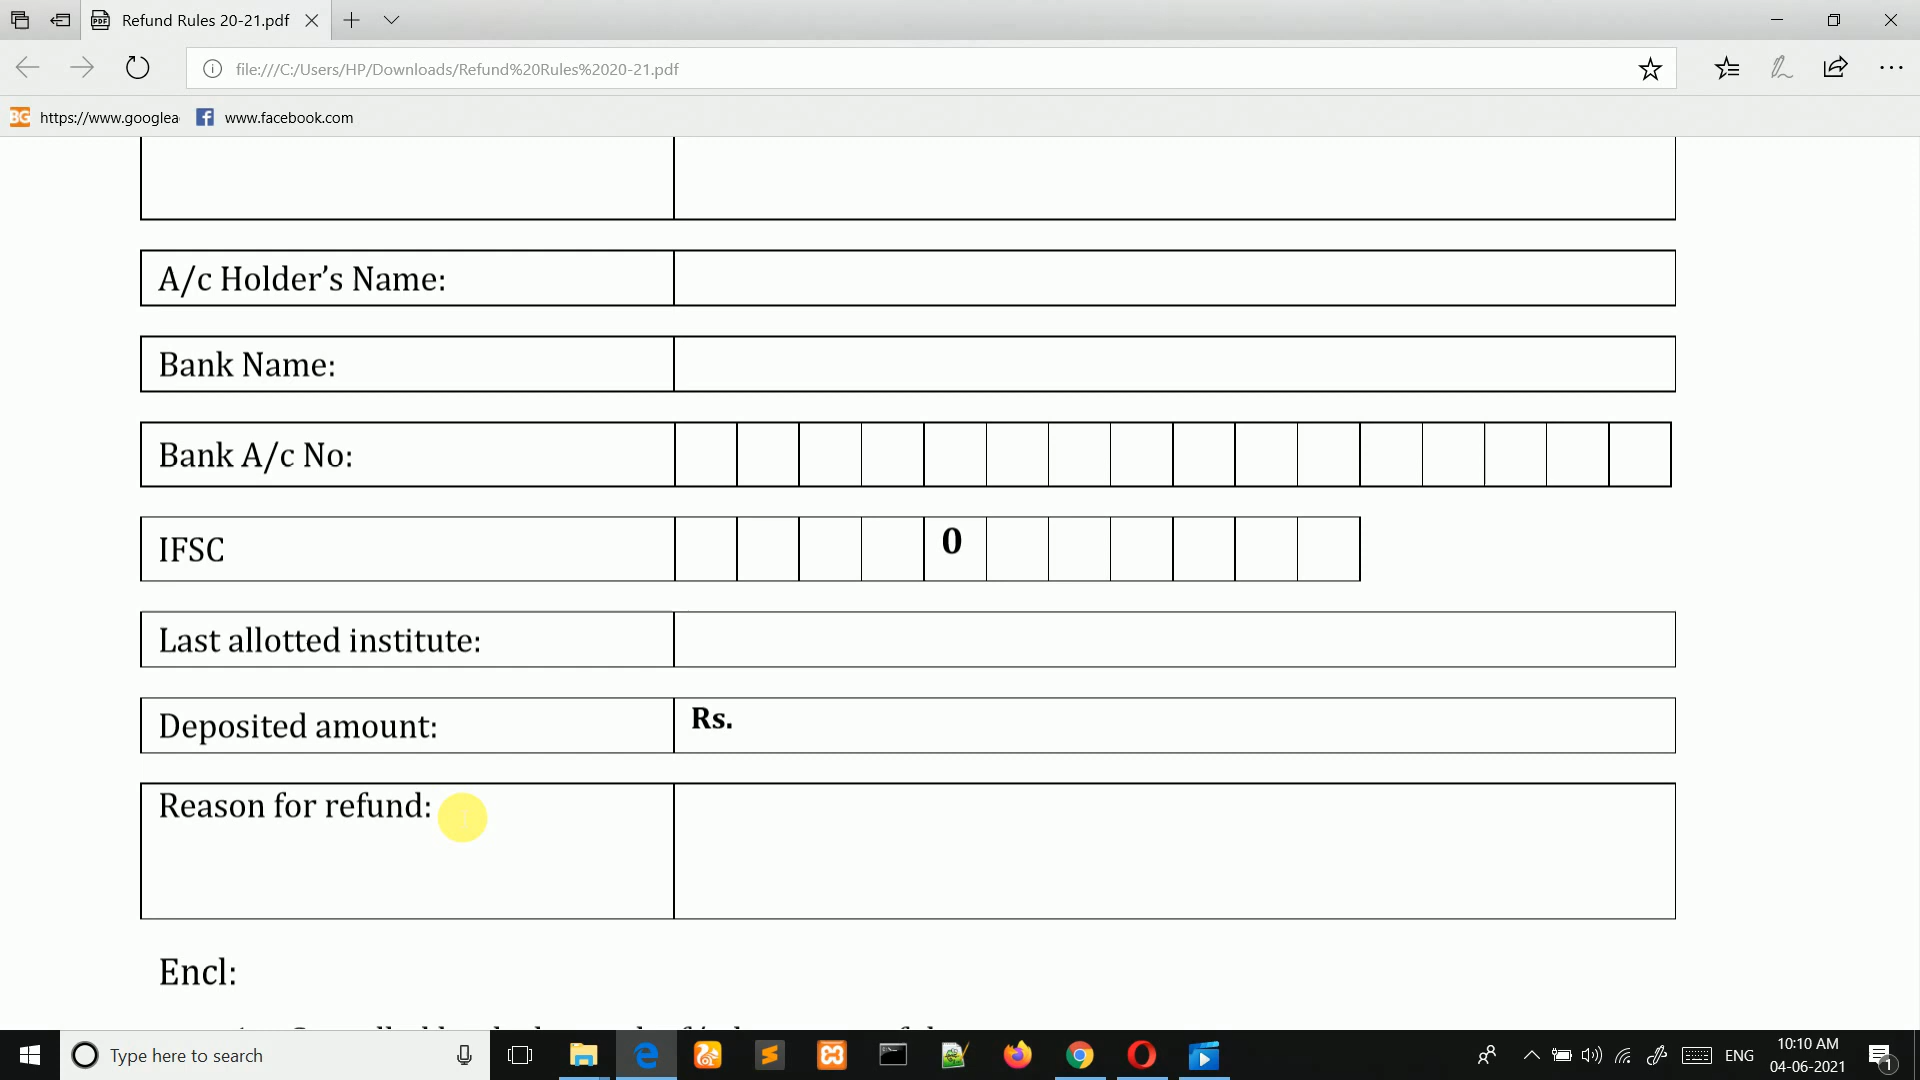 Refund Rules 20-21.pdf
file:///C:/Users/HP/Downloads/Refund%20Rules%2020-21.pdf
https://www.googlea
www.facebook.com
A/c Holder’s Name:
Bank Name:
Bank A/c No:
IFSC 0
Last allotted institute:
Deposited amount: Rs.
Reason for refund:
Encl:
Type here to search
ENG
10:10 AM
04-06-2021
1